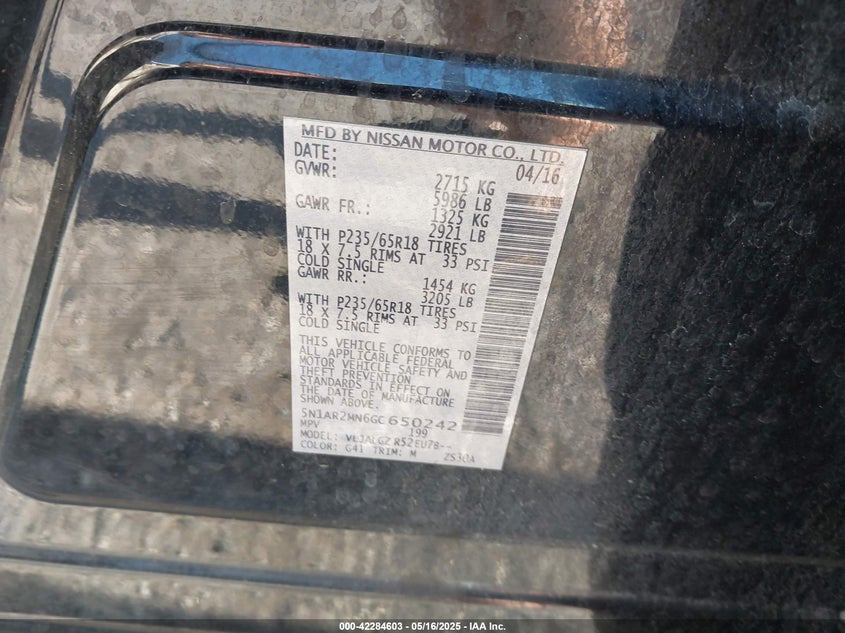 MFD BY NISSAN MOTOR CO., LTD.
DATE: 04/16
GVWR: 2715 KG
5986 LB
GAWR FR.: 1325 KG
2921 LB
WITH P235/65R18 TIRES
18 X 7.5 RIMS AT 33 PSI
COLD SINGLE
GAWR RR.: 1454 KG
3205 LB
WITH P235/65R18 TIRES
18 X 7.5 RIMS AT 33 PSI
COLD SINGLE
THIS VEHICLE CONFORMS TO
ALL APPLICABLE FEDERAL
MOTOR VEHICLE SAFETY AND
THEFT PREVENTION
STANDARDS IN EFFECT ON
THE DATE OF MANUFACTURE
SHOWN ABOVE.
5N1AR2MN6GC650242
MPV 199
MODEL:
COLOR: G41 TRIM: M ZS30A
000-42284603 - 05/16/2025 - IAA Inc.